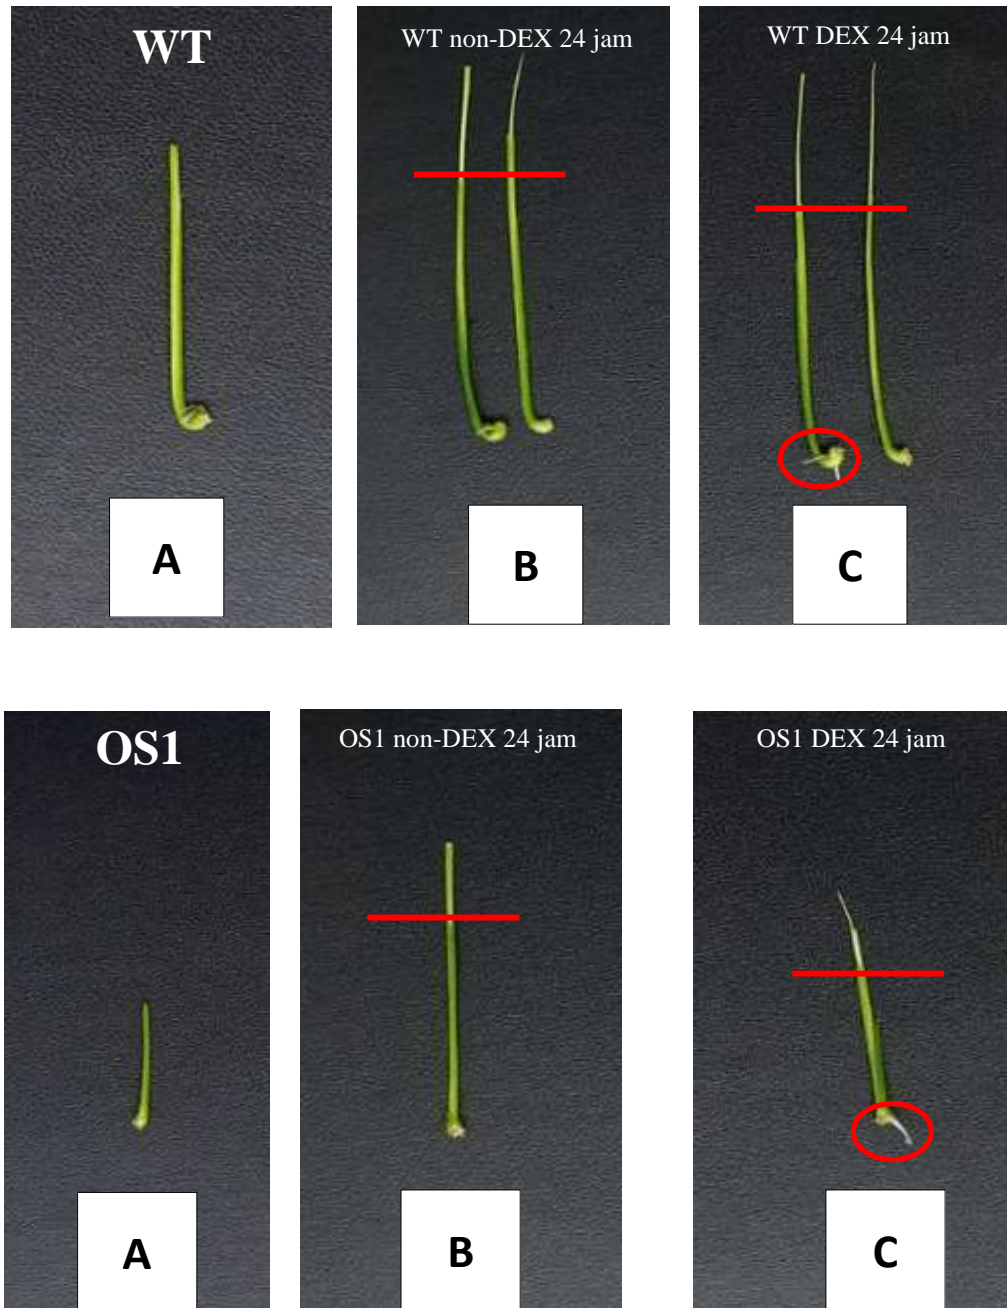 WT
WT non-DEX 24 jam
WT DEX 24 jam
A
B
C
OS1
OS1 non-DEX 24 jam
OS1 DEX 24 jam
A
B
C